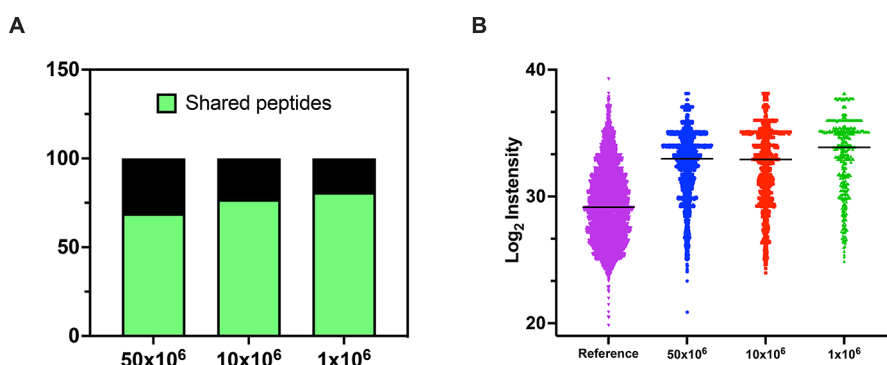 A
B
150
100
50
0
Shared peptides
50x10⁶
10x10⁶
1x10⁶
Log₂ Instensity
40
30
20
Reference
50x10⁶
10x10⁶
1x10⁶